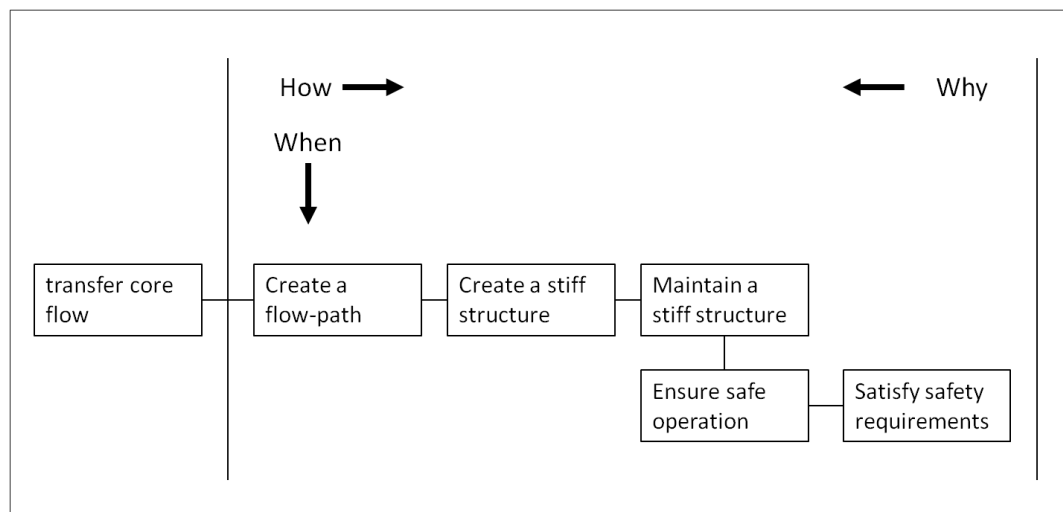 How
Why
When
transfer core
flow
Create a
flow-path
Create a stiff
structure
Maintain a
stiff structure
Ensure safe
operation
Satisfy safety
requirements